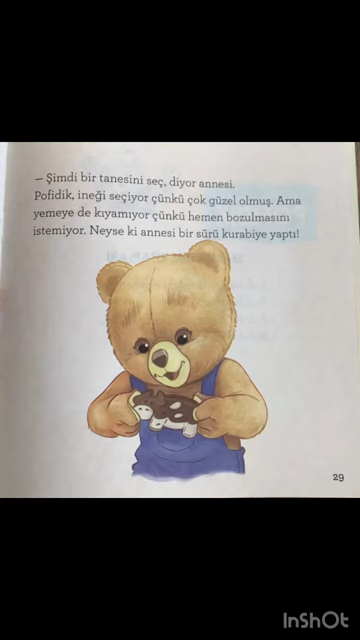 — Şimdi bir tanesini seç, diyor annesi.
Pofidik, ineği seçiyor çünkü çok güzel olmuş. Ama
yemeye de kıyamıyor çünkü hemen bozulmasını
istemiyor. Neyse ki annesi bir sürü kurabiye yaptı!
29
InShOt